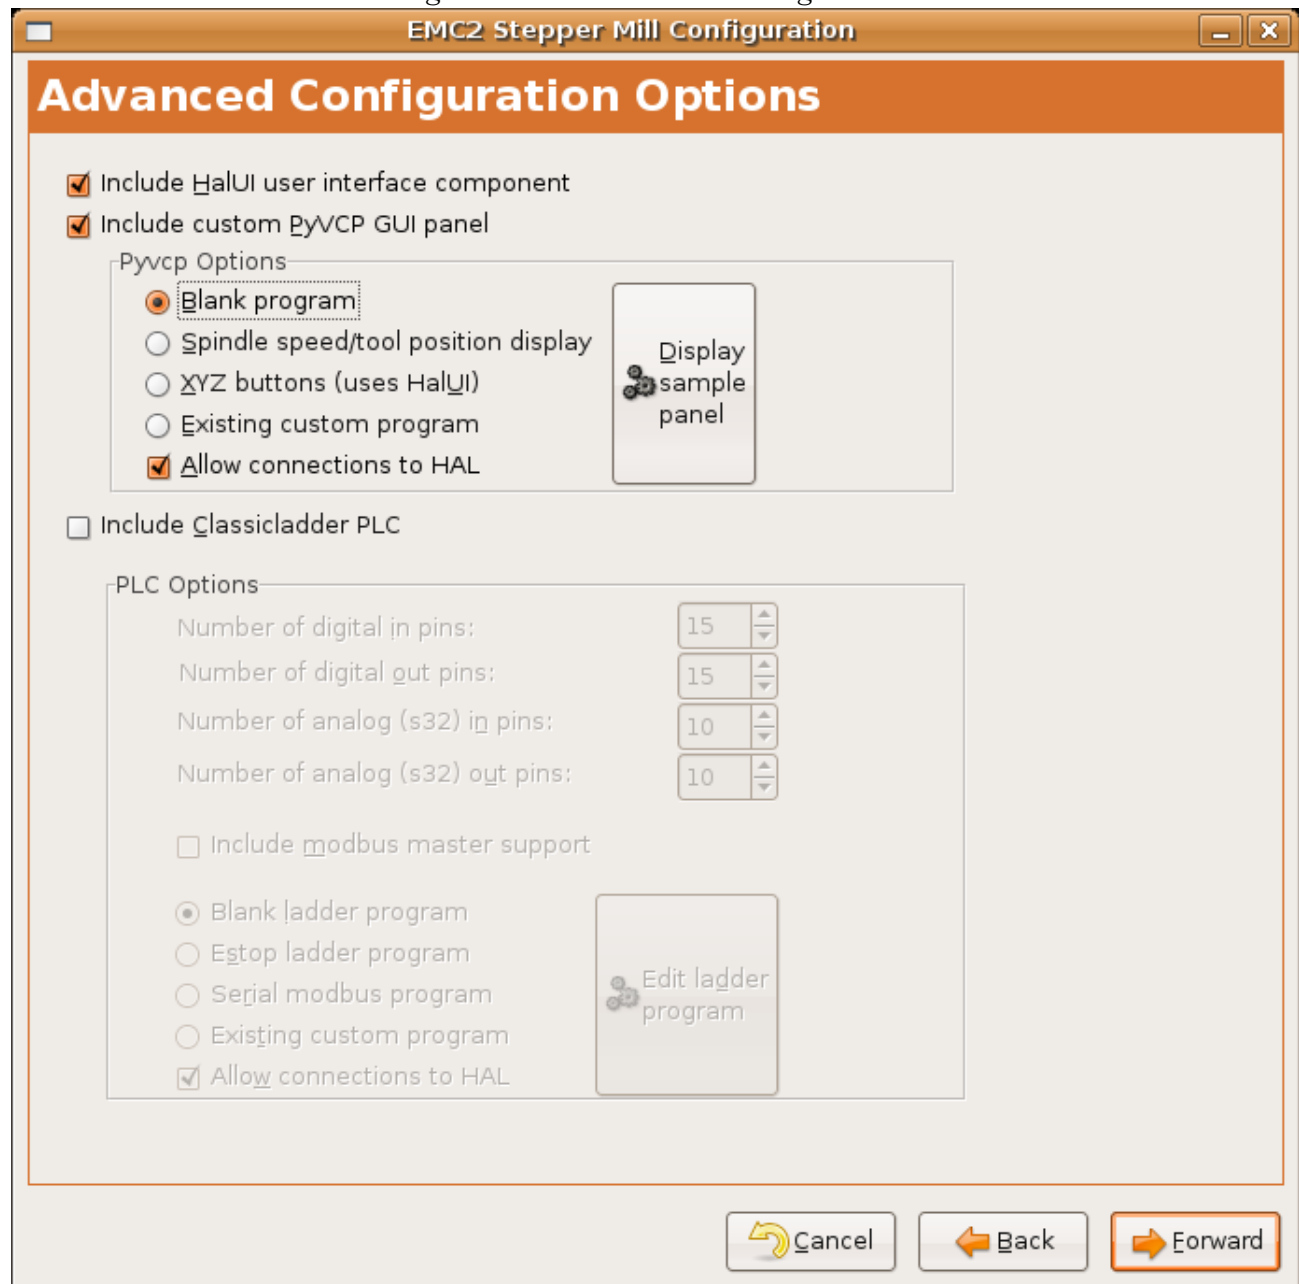 EMC2 Stepper Mill Configuration
Advanced Configuration Options
Include HalUI user interface component
Include custom PyVCP GUI panel
Pyvcp Options
Blank program
Spindle speed/tool position display
XYZ buttons (uses HalUI)
Existing custom program
Allow connections to HAL
Display
sample
panel
Include Classicladder PLC
PLC Options
Number of digital in pins: 15
Number of digital out pins: 15
Number of analog (s32) in pins: 10
Number of analog (s32) out pins: 10
Include modbus master support
Blank ladder program
Estop ladder program
Serial modbus program
Existing custom program
Allow connections to HAL
Edit ladder
program
Cancel Back Forward